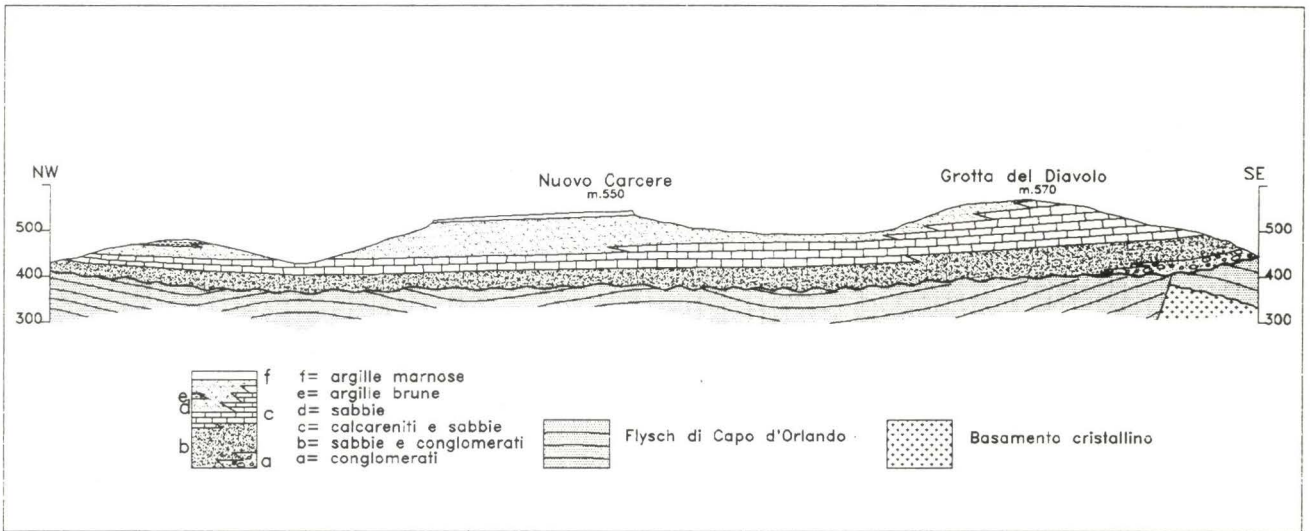 NW
Nuovo Carcere
m.550
Grotta del Diavolo
m.570
SE
500
400
300
500
400
300
f
e
d
c
b
a
f= argille marnose
e= argille brune
d= sabbie
c= calcareniti e sabbie
b= sabbie e conglomerati
a= conglomerati
Flysch di Capo d'Orlando
Basamento cristallino